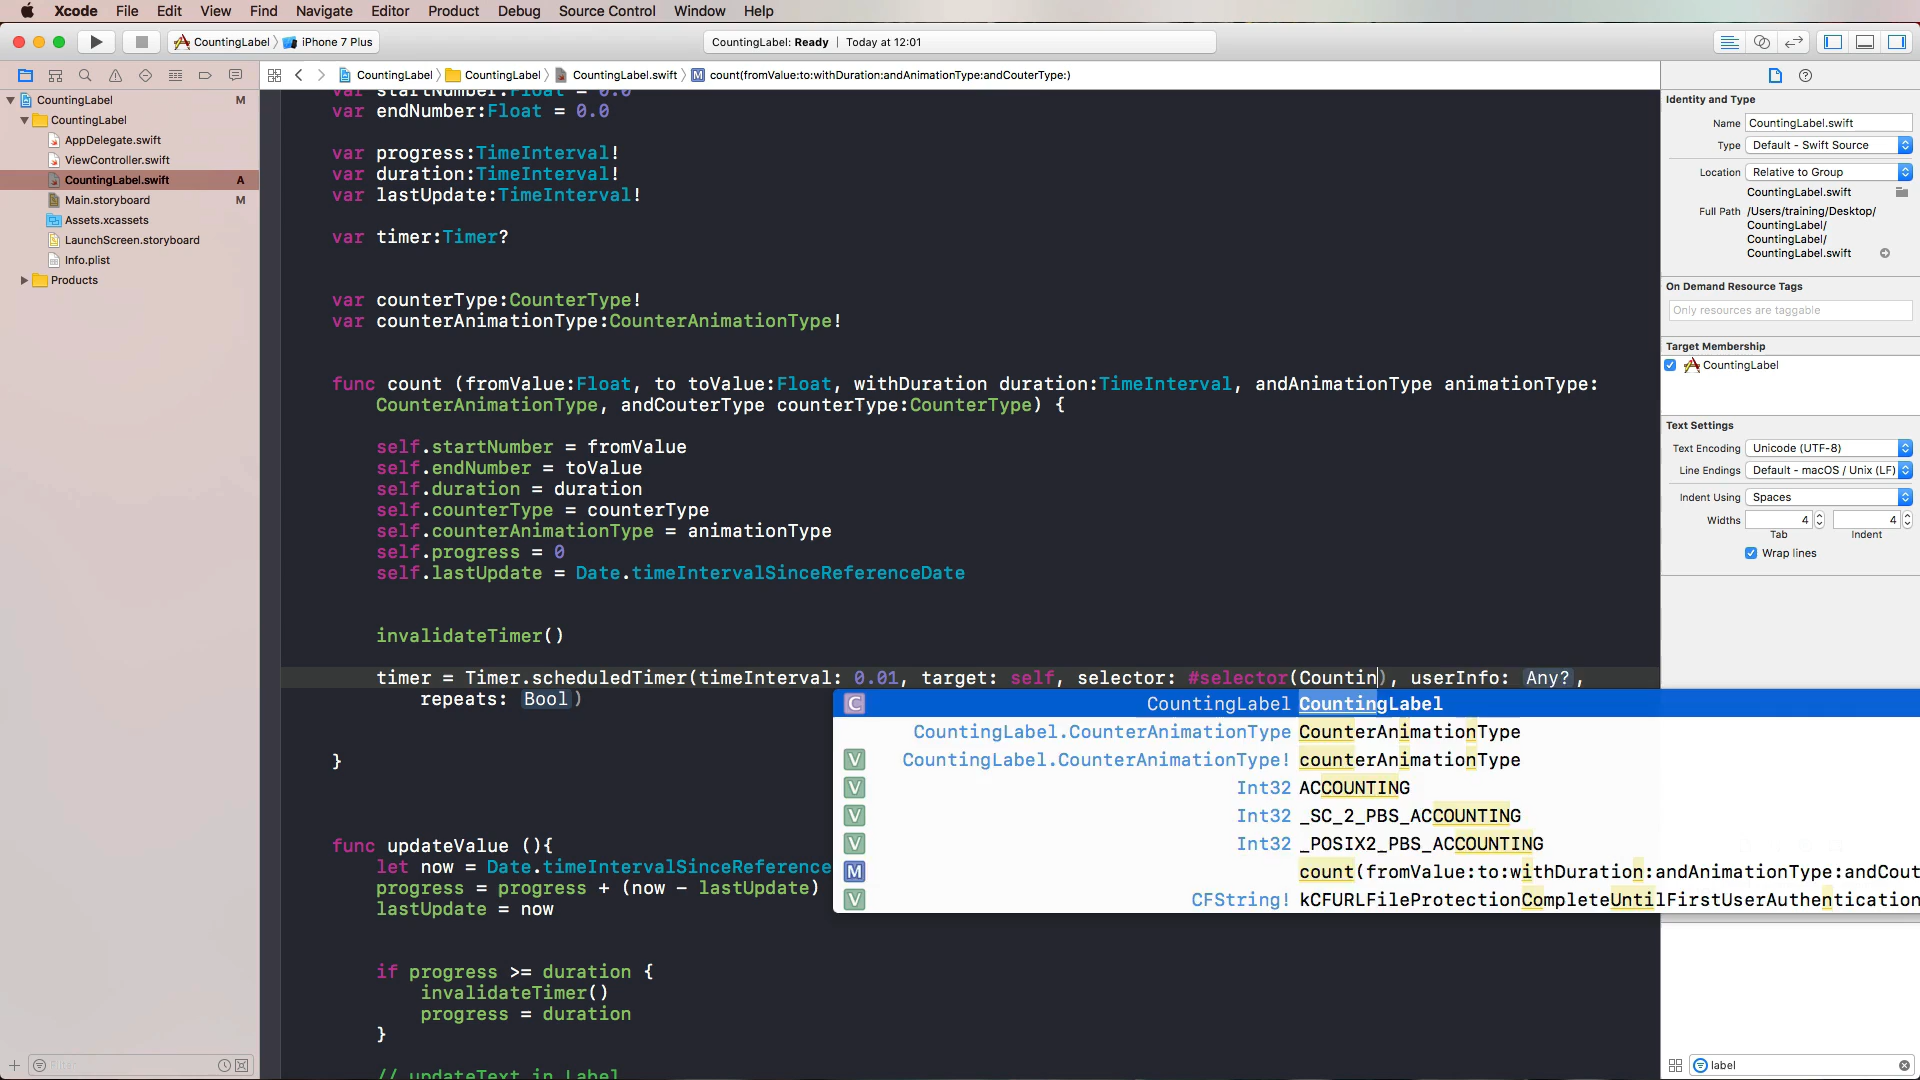 Xcode File Edit View Find Navigate Editor Product Debug Source Control Window Help
CountingLabel iPhone 7 Plus
CountingLabel: Ready | Today at 12:01
CountingLabel CountingLabel CountingLabel.swift M count(fromValue:to:withDuration:andAnimationType:andCouterType:)
CountingLabel M
CountingLabel
AppDelegate.swift
ViewController.swift
CountingLabel.swift A
Main.storyboard M
Assets.xcassets
LaunchScreen.storyboard
Info.plist
Products
Filter
var startNumber:Float = 0.0
var endNumber:Float = 0.0
var progress:TimeInterval!
var duration:TimeInterval!
var lastUpdate:TimeInterval!
var timer:Timer?
var counterType:CounterType!
var counterAnimationType:CounterAnimationType!
func count (fromValue:Float, to toValue:Float, withDuration duration:TimeInterval, andAnimationType animationType:
CounterAnimationType, andCouterType counterType:CounterType) {
self.startNumber = fromValue
self.endNumber = toValue
self.duration = duration
self.counterType = counterType
self.counterAnimationType = animationType
self.progress = 0
self.lastUpdate = Date.timeIntervalSinceReferenceDate
invalidateTimer()
timer = Timer.scheduledTimer(timeInterval: 0.01, target: self, selector: #selector(Countin), userInfo: Any?,
repeats: Bool)
}
C CountingLabel CountingLabel
CountingLabel.CounterAnimationType CounterAnimationType
V CountingLabel.CounterAnimationType! counterAnimationType
V Int32 ACCOUNTING
V Int32 _SC_2_PBS_ACCOUNTING
V Int32 _POSIX2_PBS_ACCOUNTING
M count(fromValue:to:withDuration:andAnimationType:andCout
V CFString! kCFURLFileProtectionCompleteUntilFirstUserAuthentication
func updateValue (){
let now = Date.timeIntervalSinceReference
progress = progress + (now - lastUpdate)
lastUpdate = now
if progress >= duration {
invalidateTimer()
progress = duration
}
// updateText in Label
Identity and Type
Name CountingLabel.swift
Type Default - Swift Source
Location Relative to Group
CountingLabel.swift
Full Path /Users/training/Desktop/
CountingLabel/
CountingLabel/
CountingLabel.swift
On Demand Resource Tags
Only resources are taggable
Target Membership
CountingLabel
Text Settings
Text Encoding Unicode (UTF-8)
Line Endings Default - macOS / Unix (LF)
Indent Using Spaces
Widths 4 4
Tab Indent
Wrap lines
label